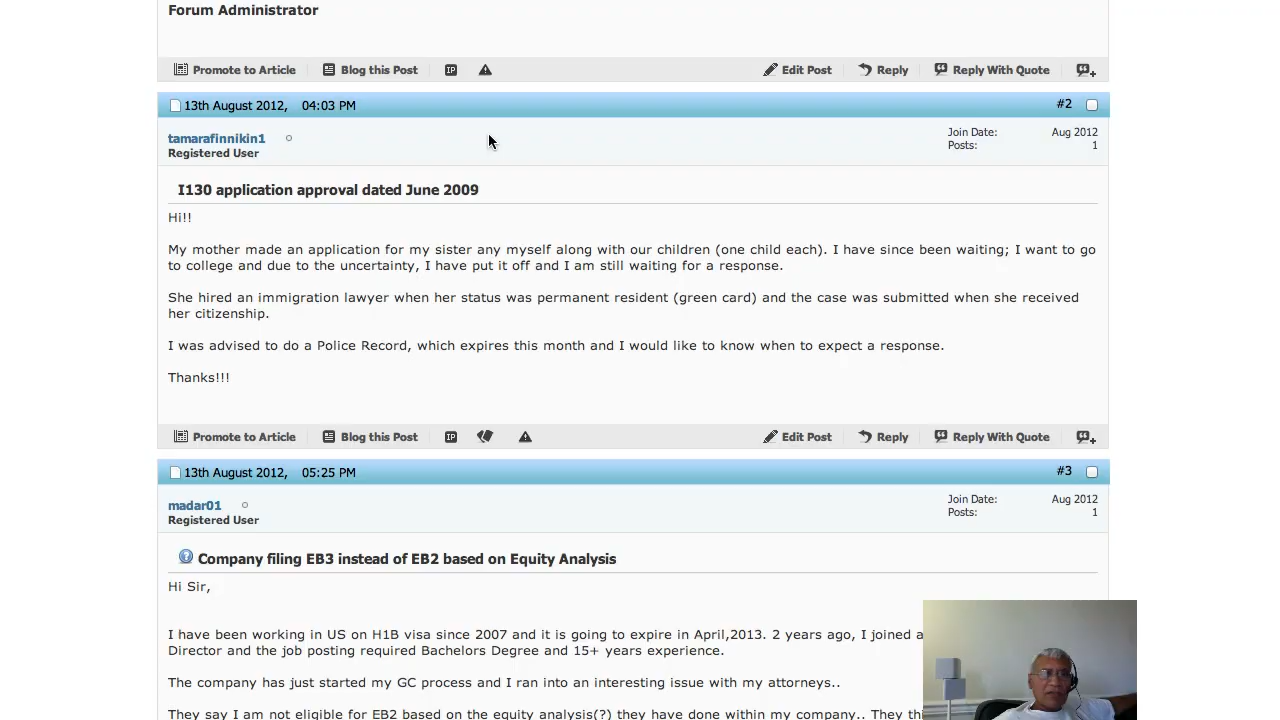 Forum Administrator
Promote to Article Blog this Post IP Edit Post Reply Reply With Quote
13th August 2012, 04:03 PM #2
tamarafinnikin1 Join Date: Aug 2012
Registered User Posts: 1
I130 application approval dated June 2009
Hi!!
My mother made an application for my sister any myself along with our children (one child each). I have since been waiting; I want to go
to college and due to the uncertainty, I have put it off and I am still waiting for a response.
She hired an immigration lawyer when her status was permanent resident (green card) and the case was submitted when she received
her citizenship.
I was advised to do a Police Record, which expires this month and I would like to know when to expect a response.
Thanks!!!
Promote to Article Blog this Post IP Edit Post Reply Reply With Quote
13th August 2012, 05:25 PM #3
madar01 Join Date: Aug 2012
Registered User Posts: 1
Company filing EB3 instead of EB2 based on Equity Analysis
Hi Sir,
I have been working in US on H1B visa since 2007 and it is going to expire in April,2013. 2 years ago, I joined a
Director and the job posting required Bachelors Degree and 15+ years experience.
The company has just started my GC process and I ran into an interesting issue with my attorneys..
They say I am not eligible for EB2 based on the equity analysis(?) they have done within my company.. They